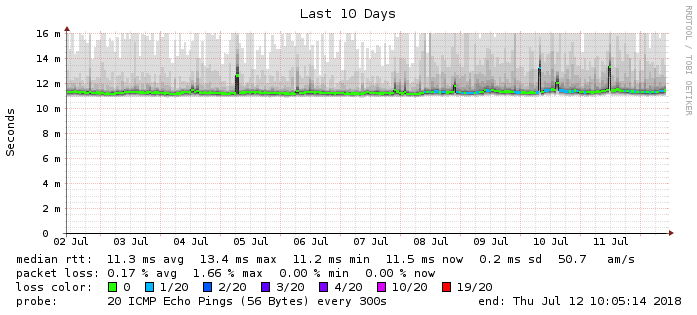 Last 10 Days
RRDTOOL / TOBI OETIKER
Seconds
16 m
14 m
12 m
10 m
8 m
6 m
4 m
2 m
0
02 Jul 03 Jul 04 Jul 05 Jul 06 Jul 07 Jul 08 Jul 09 Jul 10 Jul 11 Jul
median rtt: 11.3 ms avg 13.4 ms max 11.2 ms min 11.5 ms now 0.2 ms sd 50.7 am/s
packet loss: 0.17 % avg 1.66 % max 0.00 % min 0.00 % now
loss color: 0 1/20 2/20 3/20 4/20 10/20 19/20
probe: 20 ICMP Echo Pings (56 Bytes) every 300s end: Thu Jul 12 10:05:14 2018